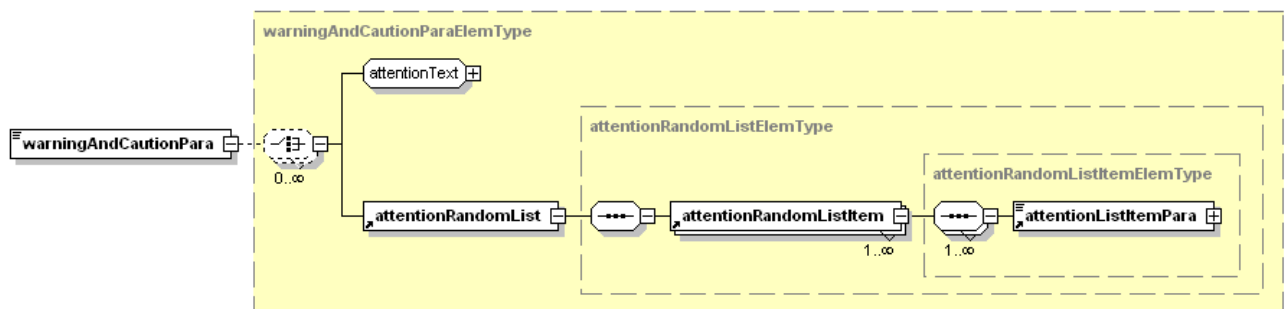 warningAndCautionParaElemType
attentionText
attentionRandomListElemType
warningAndCautionPara
attentionRandomListItemElemType
0..∞
attentionRandomList
attentionRandomListItem
attentionListItemPara
1..∞
1..∞